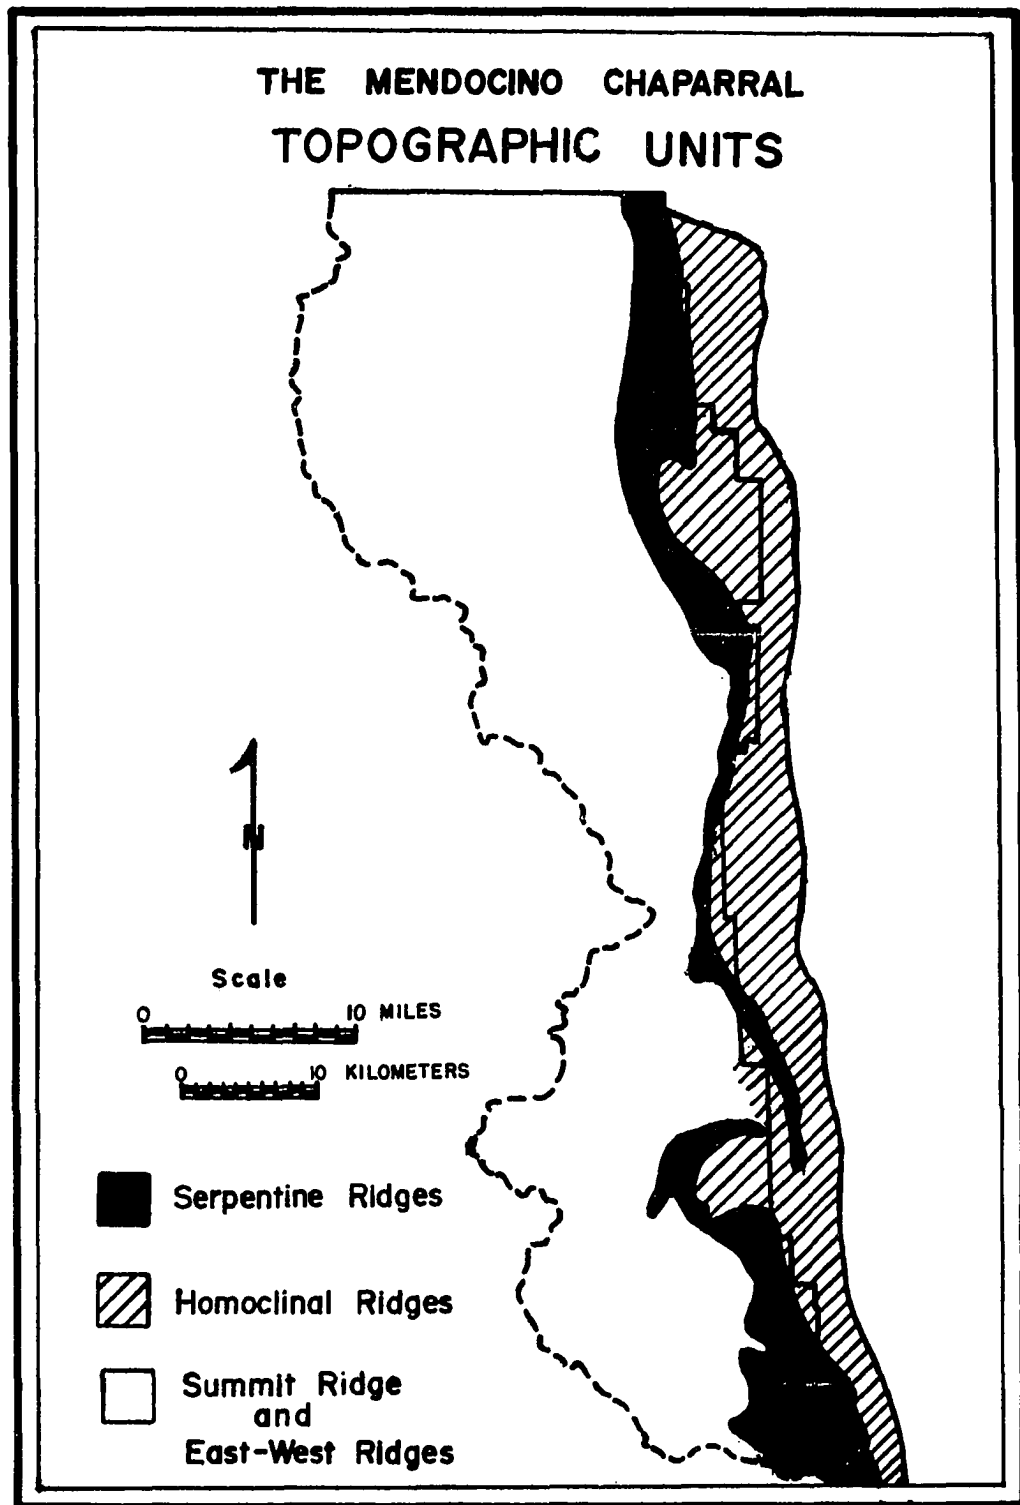 THE MENDOCINO CHAPARRAL
TOPOGRAPHIC UNITS
N
Scale
0 10 MILES
0 10 KILOMETERS
Serpentine Ridges
Homoclinal Ridges
Summit Ridge
and
East-West Ridges